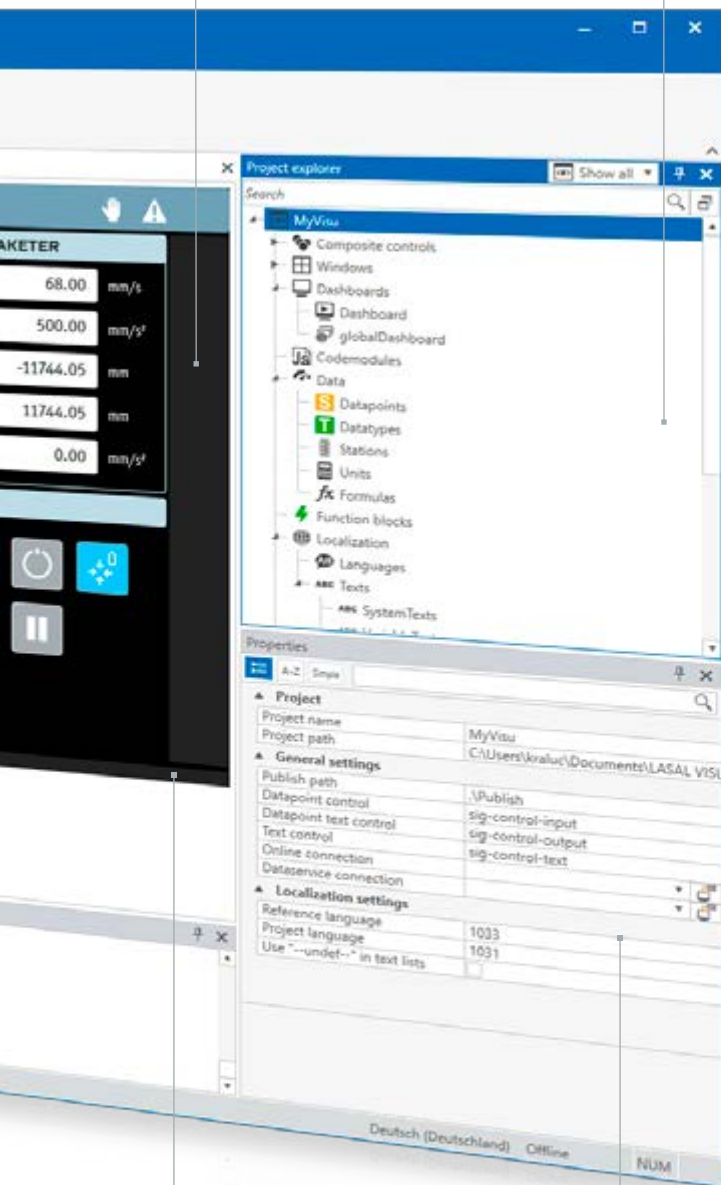 Project explorer
Show all
Search
MyVisu
Composite controls
Windows
Dashboards
Dashboard
globalDashboard
Js Codemodules
Data
S Datapoints
T Datatypes
Stations
Units
fx Formulas
Function blocks
Localization
Languages
ABC Texts
ABC SystemTexts
AKETER
68.00 mm/s
500.00 mm/s²
-11744.05 mm
11744.05 mm
0.00 mm/s²
0
Properties
A-Z Simple
Project
Project name MyVisu
Project path C:\Users\kraluc\Documents\LASAL VISU
General settings
Publish path .\Publish
Datapoint control sig-control-input
Datapoint text control sig-control-output
Text control sig-control-text
Online connection
Dataservice connection
Localization settings
Reference language 1033
Project language 1031
Use "--undef--" in text lists
Deutsch (Deutschland) Offline NUM